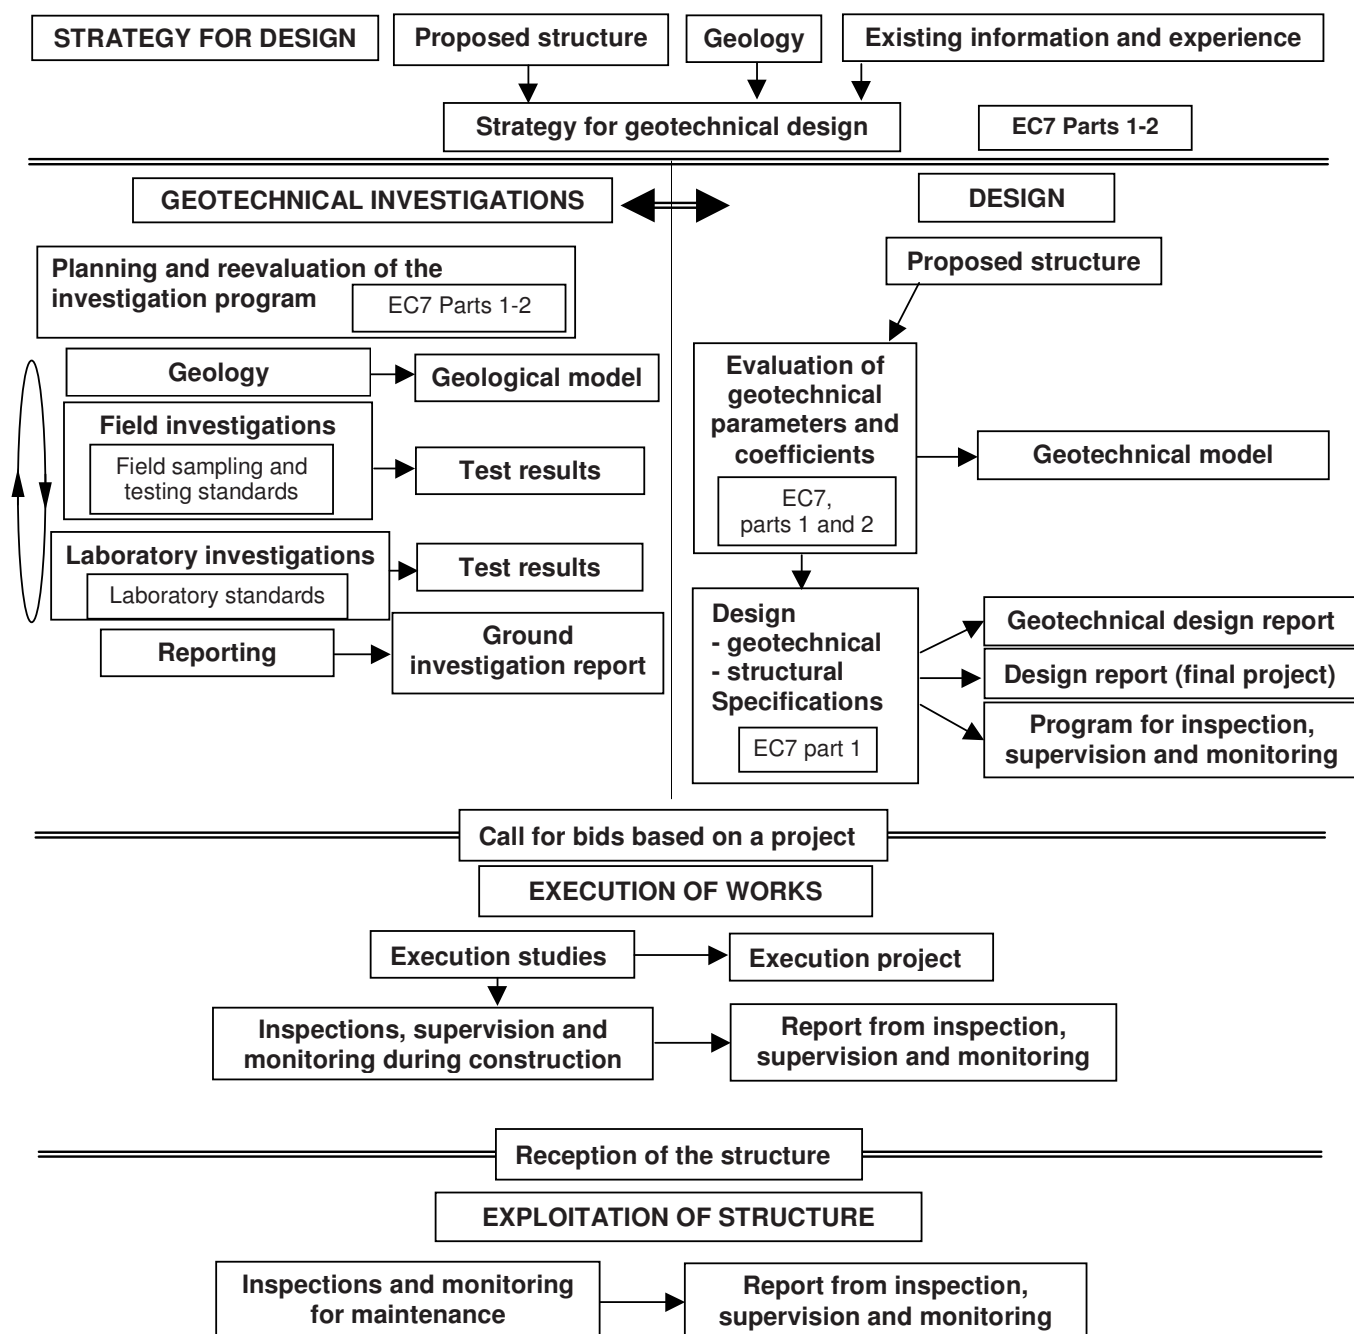 STRATEGY FOR DESIGN
Proposed structure
Geology
Existing information and experience
Strategy for geotechnical design
EC7 Parts 1-2
GEOTECHNICAL INVESTIGATIONS
DESIGN
Planning and reevaluation of the
investigation program
EC7 Parts 1-2
Geology
Geological model
Field investigations
Field sampling and
testing standards
Test results
Laboratory investigations
Laboratory standards
Test results
Reporting
Ground
investigation report
Proposed structure
Evaluation of
geotechnical
parameters and
coefficients
EC7,
parts 1 and 2
Geotechnical model
Design
- geotechnical
- structural
Specifications
EC7 part 1
Geotechnical design report
Design report (final project)
Program for inspection,
supervision and monitoring
Call for bids based on a project
EXECUTION OF WORKS
Execution studies
Execution project
Inspections, supervision and
monitoring during construction
Report from inspection,
supervision and monitoring
Reception of the structure
EXPLOITATION OF STRUCTURE
Inspections and monitoring
for maintenance
Report from inspection,
supervision and monitoring